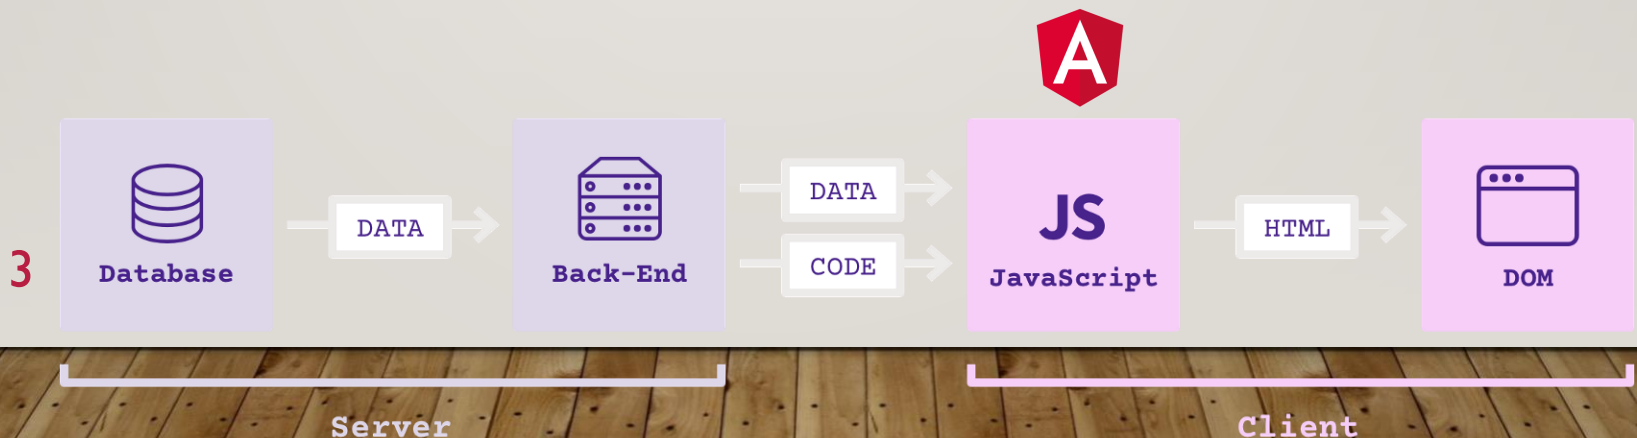 A
DATA
DATA
CODE
JS
HTML
3
Database
Back-End
JavaScript
DOM
Server
Client